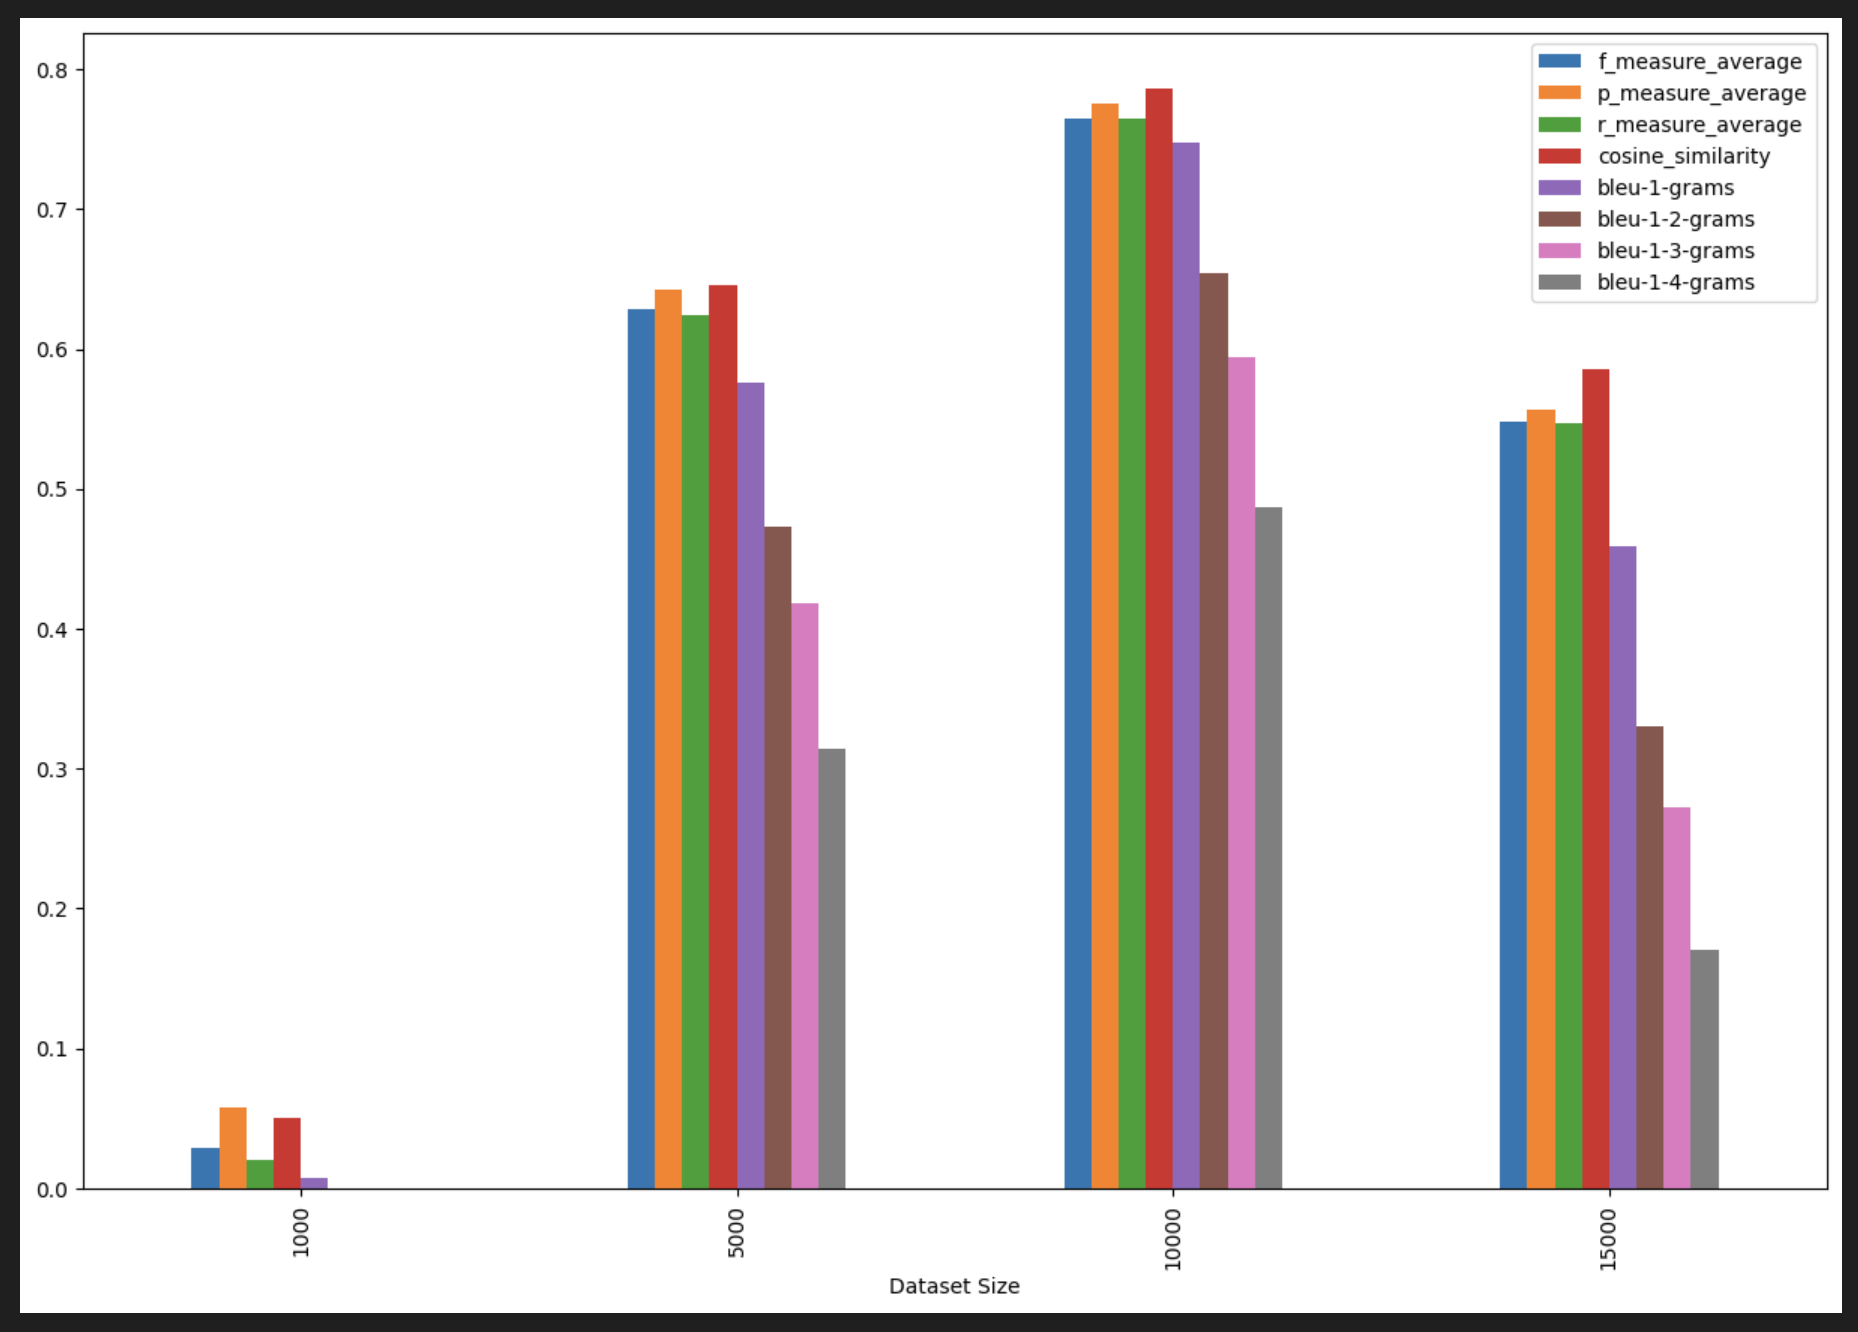 0.8
0.7
0.6
0.5
0.4
0.3
0.2
0.1
0.0
f_measure_average
p_measure_average
r_measure_average
cosine_similarity
bleu-1-grams
bleu-1-2-grams
bleu-1-3-grams
bleu-1-4-grams
1000
5000
10000
15000
Dataset Size